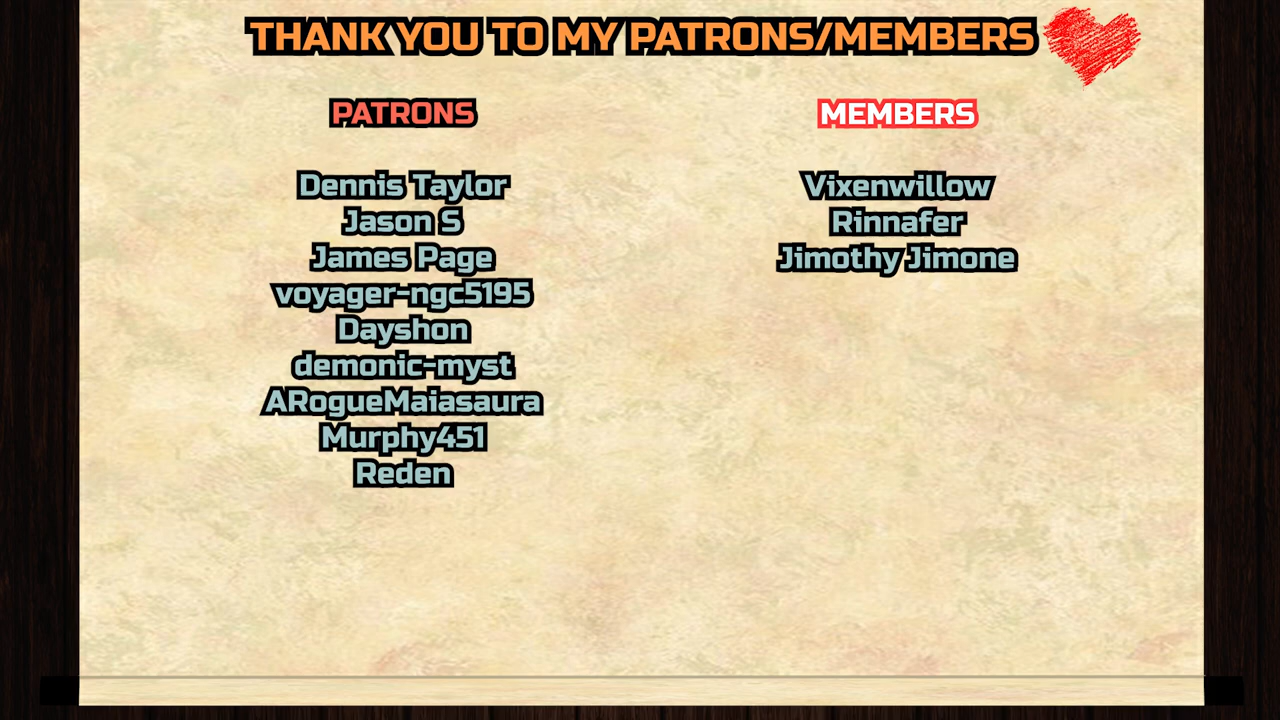 THANK YOU TO MY PATRONS/MEMBERS
PATRONS
Dennis Taylor
Jason S
James Page
voyager-ngc5195
Dayshon
demonic-myst
ARogueMaiasaura
Murphy451
Reden
MEMBERS
Vixenwillow
Rinnafer
Jimothy Jimone